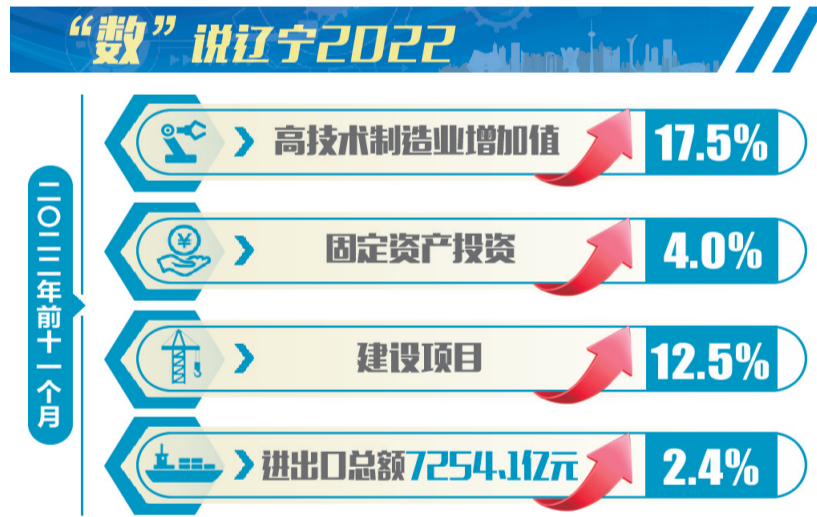 “数”说辽宁2022
二〇二二年前十一个月
高技术制造业增加值 17.5%
¥
固定资产投资 4.0%
建设项目 12.5%
进出口总额7254.1亿元 2.4%